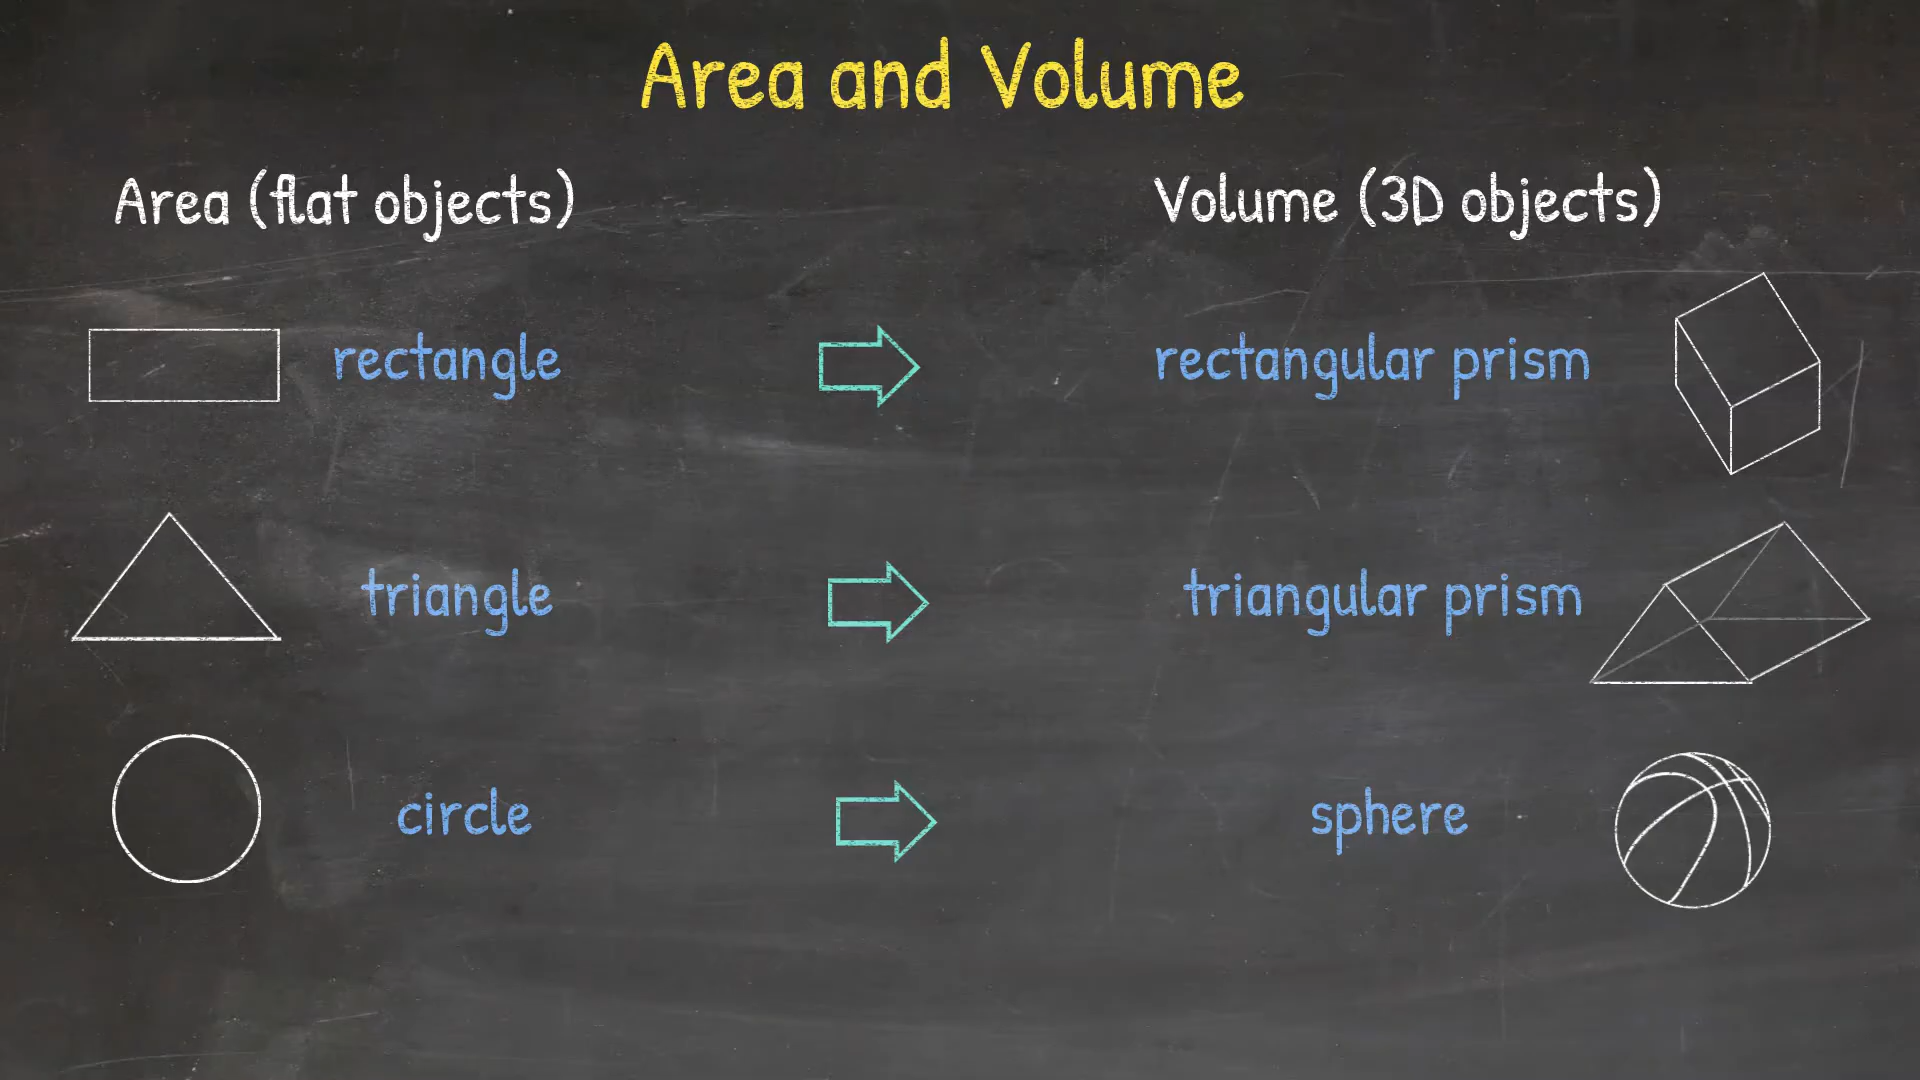 Area and Volume
Area (flat objects)
Volume (3D objects)
rectangle
rectangular prism
triangle
triangular prism
circle
sphere